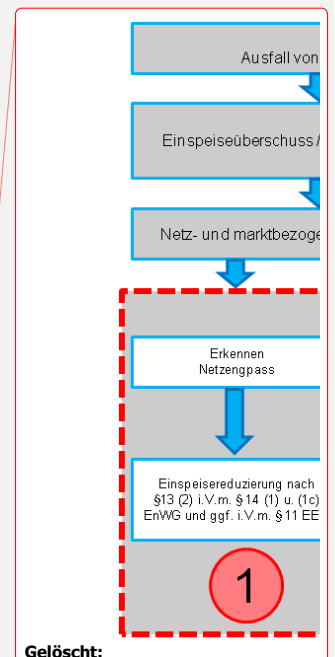 Ausfall von
Einspeiseüberschuss /
Netz- und marktbezoge
Erkennen
Netzengpass
Einspeisereduzierung nach
§13 (2) i.V.m. §14 (1) u. (1c)
EnWG und ggf. i.V.m. §11 EE
1
Gelöscht: